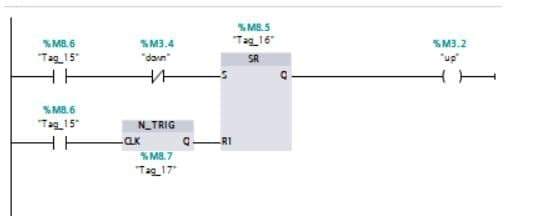 %M8.5
"Tag_16"
%M8.6
"Tag_15"
%M3.4
"down"
SR
%M3.2
"up"
S
Q
%M8.6
"Tag_15"
N_TRIG
CLK
Q
R1
%M8.7
"Tag_17"